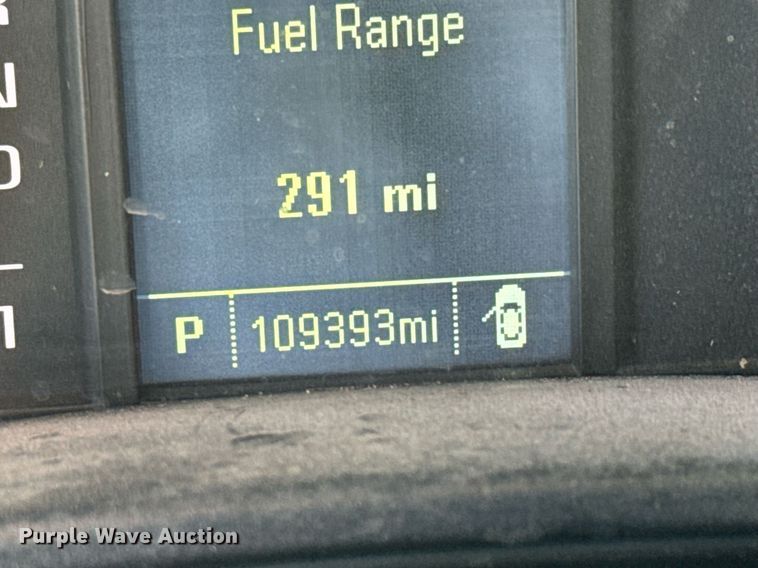 R
N
D
Fuel Range
291 mi
P 109393mi
Purple Wave Auction